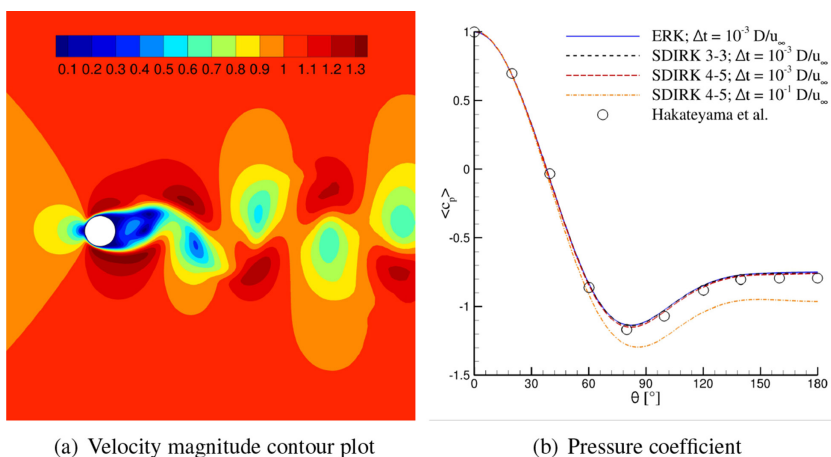 0.1 0.2 0.3 0.4 0.5 0.6 0.7 0.8 0.9 1 1.1 1.2 1.3
(a) Velocity magnitude contour plot
ERK; Δt = 10⁻³ D/u∞
SDIRK 3-3; Δt = 10⁻³ D/u∞
SDIRK 4-5; Δt = 10⁻³ D/u∞
SDIRK 4-5; Δt = 10⁻¹ D/u∞
Hakateyama et al.
<cₚ>
1
0.5
0
-0.5
-1
-1.5
0 30 60 90 120 150 180
θ [°]
(b) Pressure coefficient